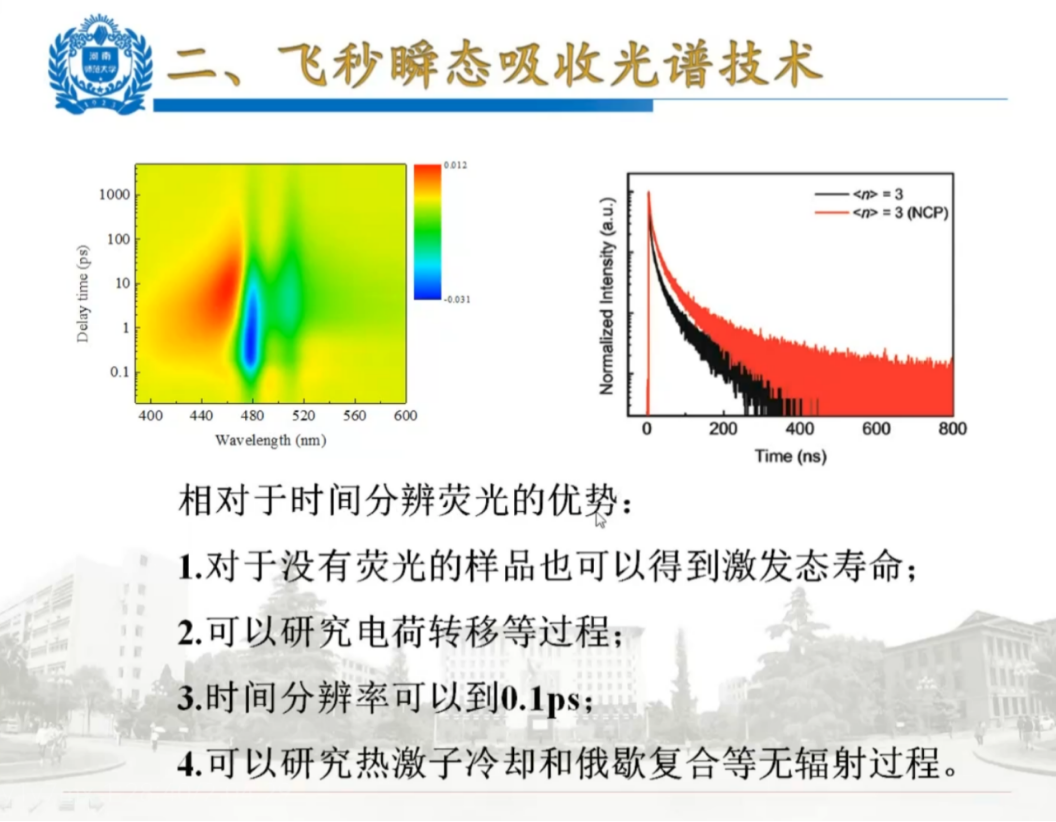 河南
师范大学
1923
二、飞秒瞬态吸收光谱技术
Delay time (ps)
1000
100
10
1
0.1
400 440 480 520 560 600
Wavelength (nm)
0.012
-0.031
Normalized Intensity (a.u.)
<n> = 3
<n> = 3 (NCP)
0 200 400 600 800
Time (ns)
相对于时间分辨荧光的优势：
1.对于没有荧光的样品也可以得到激发态寿命；
2.可以研究电荷转移等过程；
3.时间分辨率可以到0.1ps；
4.可以研究热激子冷却和俄歇复合等无辐射过程。